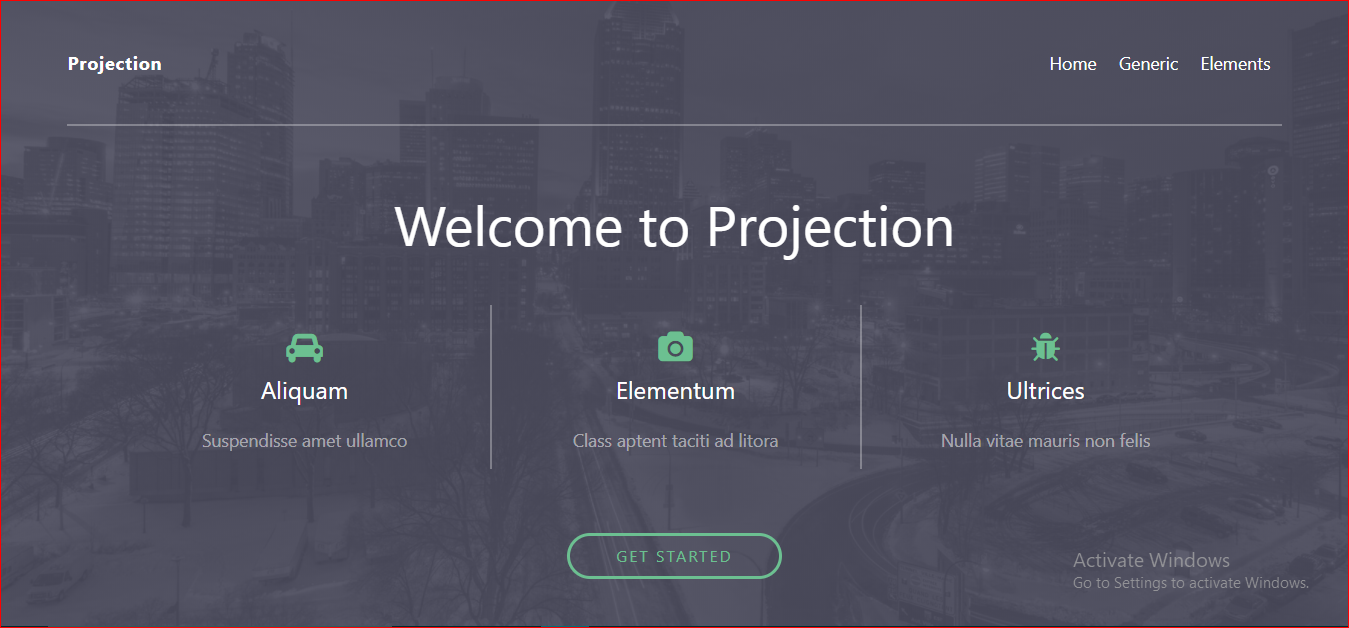 Projection
Home Generic Elements
Welcome to Projection
Aliquam
Suspendisse amet ullamco
Elementum
Class aptent taciti ad litora
Ultrices
Nulla vitae mauris non felis
GET STARTED
Activate Windows
Go to Settings to activate Windows.